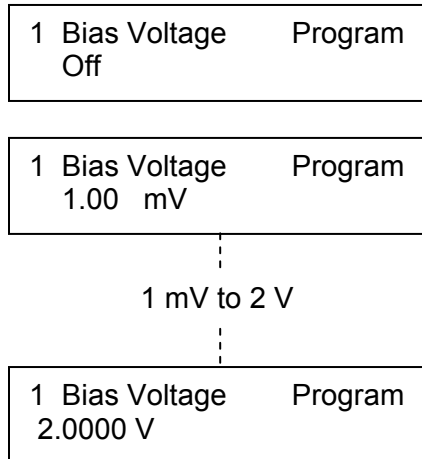 1 Bias Voltage Program
Off
1 Bias Voltage Program
1.00 mV
1 mV to 2 V
1 Bias Voltage Program
2.0000 V